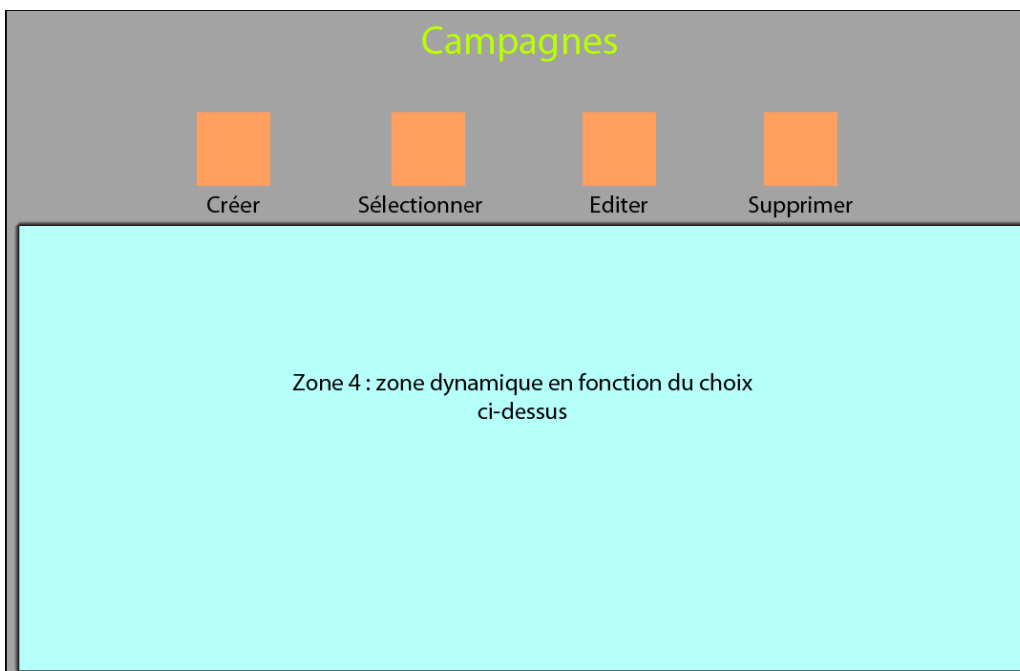 Campagnes
Créer Sélectionner Editer Supprimer
Zone 4 : zone dynamique en fonction du choix
ci-dessus